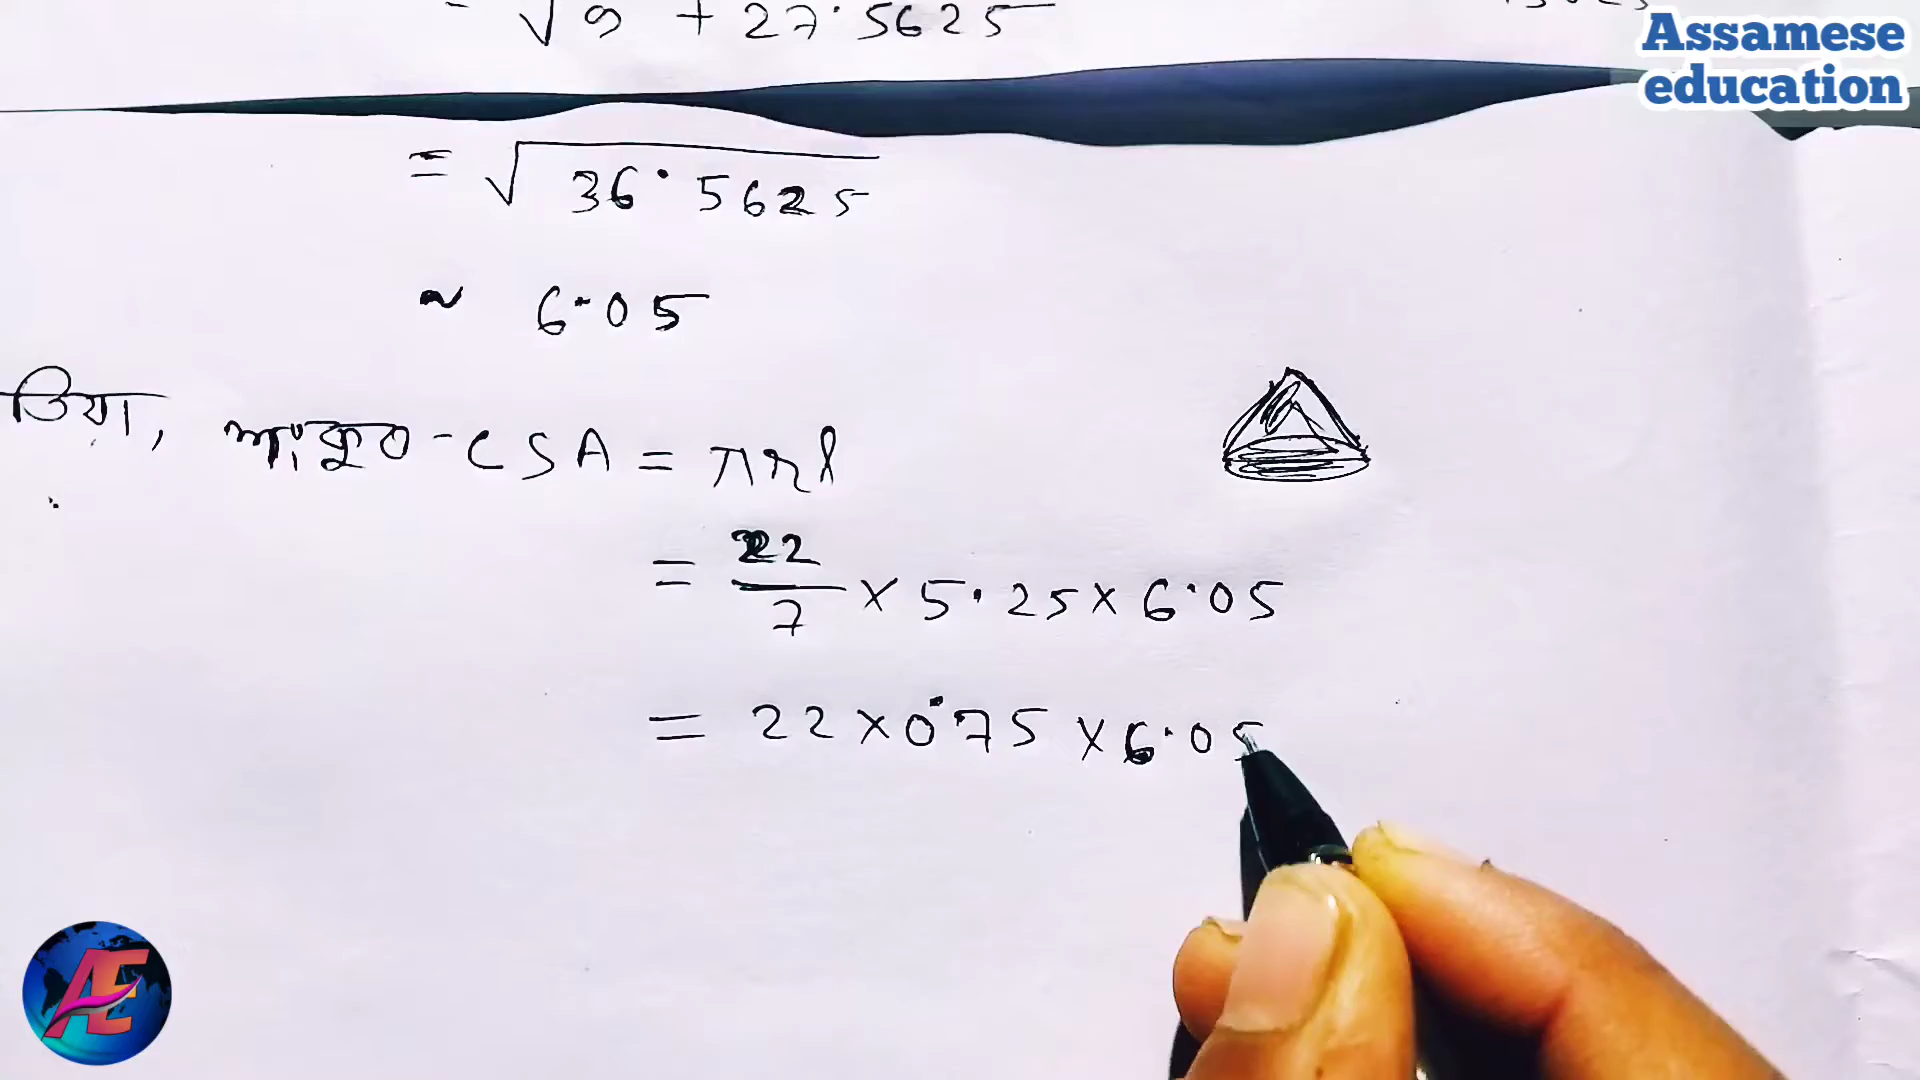 = √9 + 27.5625
Assamese
education
= √36.5625
~ 6.05
CSA = πrl
= 22/7 × 5.25 × 6.05
= 22 × 0.75 × 6.05
AE